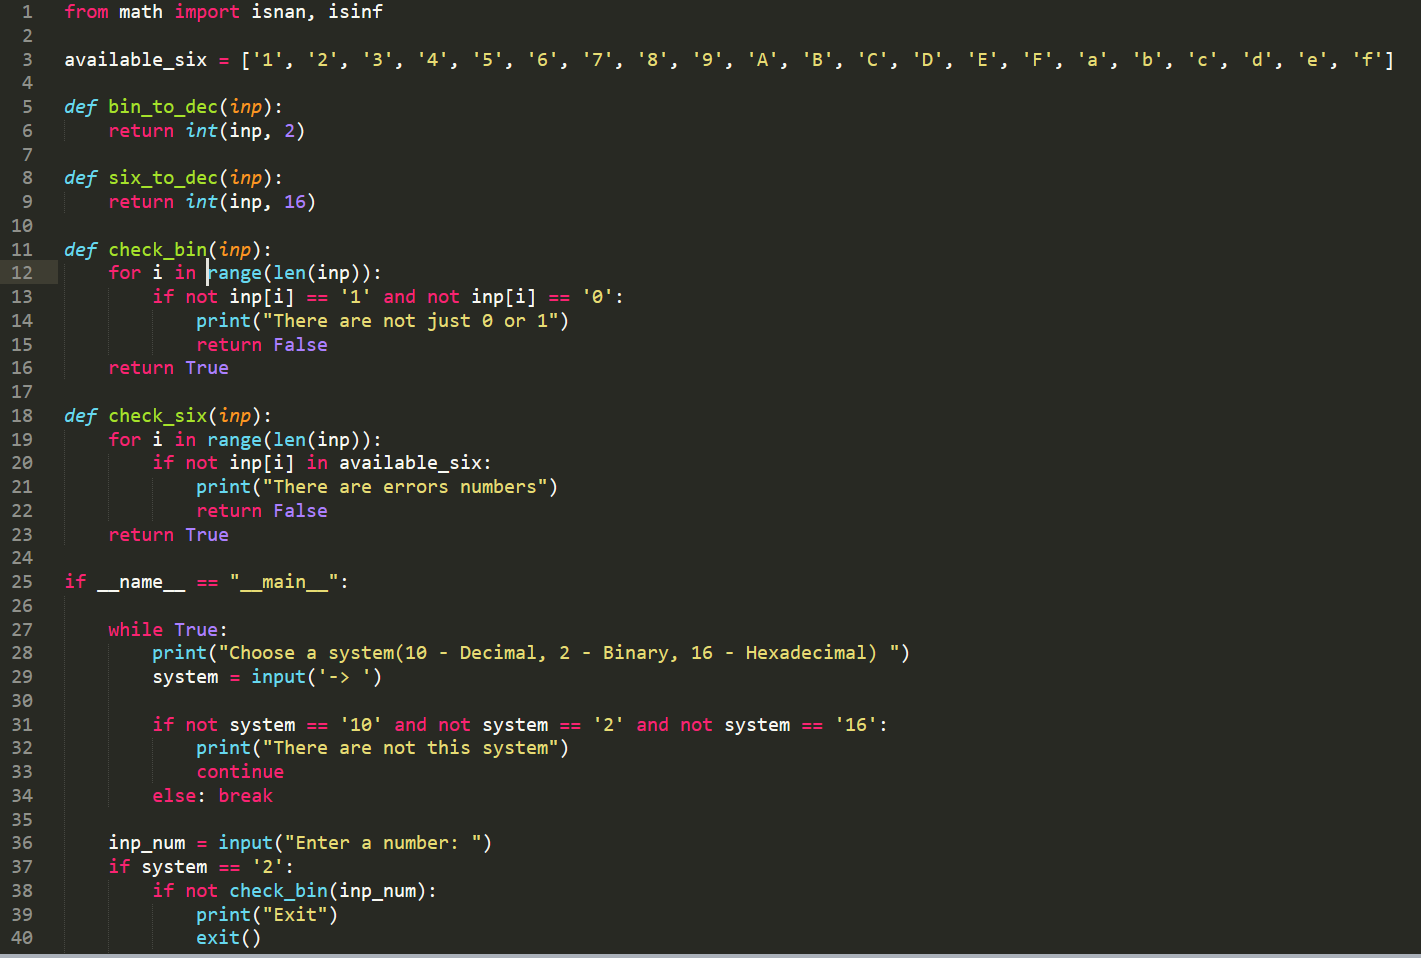 1 from math import isnan, isinf
2
3 available_six = ['1', '2', '3', '4', '5', '6', '7', '8', '9', 'A', 'B', 'C', 'D', 'E', 'F', 'a', 'b', 'c', 'd', 'e', 'f']
4
5 def bin_to_dec(inp):
6     return int(inp, 2)
7
8 def six_to_dec(inp):
9     return int(inp, 16)
10
11 def check_bin(inp):
12     for i in range(len(inp)):
13         if not inp[i] == '1' and not inp[i] == '0':
14             print("There are not just 0 or 1")
15             return False
16     return True
17
18 def check_six(inp):
19     for i in range(len(inp)):
20         if not inp[i] in available_six:
21             print("There are errors numbers")
22             return False
23     return True
24
25 if __name__ == "__main__":
26
27     while True:
28         print("Choose a system(10 - Decimal, 2 - Binary, 16 - Hexadecimal) ")
29         system = input('-> ')
30
31         if not system == '10' and not system == '2' and not system == '16':
32             print("There are not this system")
33             continue
34         else: break
35
36     inp_num = input("Enter a number: ")
37     if system == '2':
38         if not check_bin(inp_num):
39             print("Exit")
40             exit()